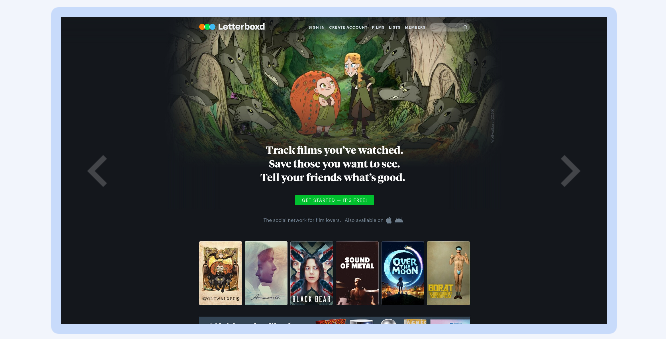 Letterboxd
SIGN IN CREATE ACCOUNT FILMS LISTS MEMBERS
Track films you've watched.
Save those you want to see.
Tell your friends what's good.
GET STARTED — IT'S FREE!
The social network for film lovers. Also available on
Ammonite
BLACK BEAR
SOUND
OF METAL
OVER
THE
MOON
BORAT